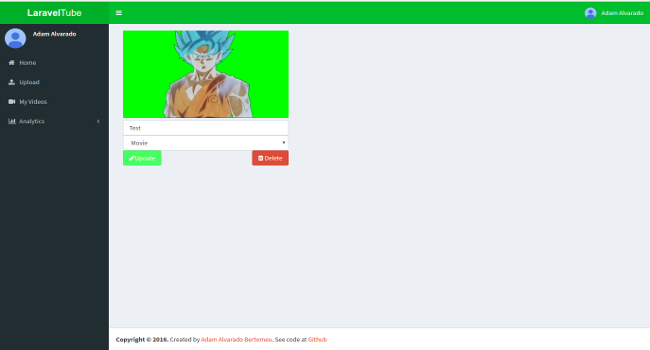 LaravelTube
Adam Alvarado
Adam Alvarado
Home
Upload
My Videos
Analytics
Test
Movie
Update
Delete
Copyright © 2016. Created by Adam Alvarado Bertomeu. See code at Github